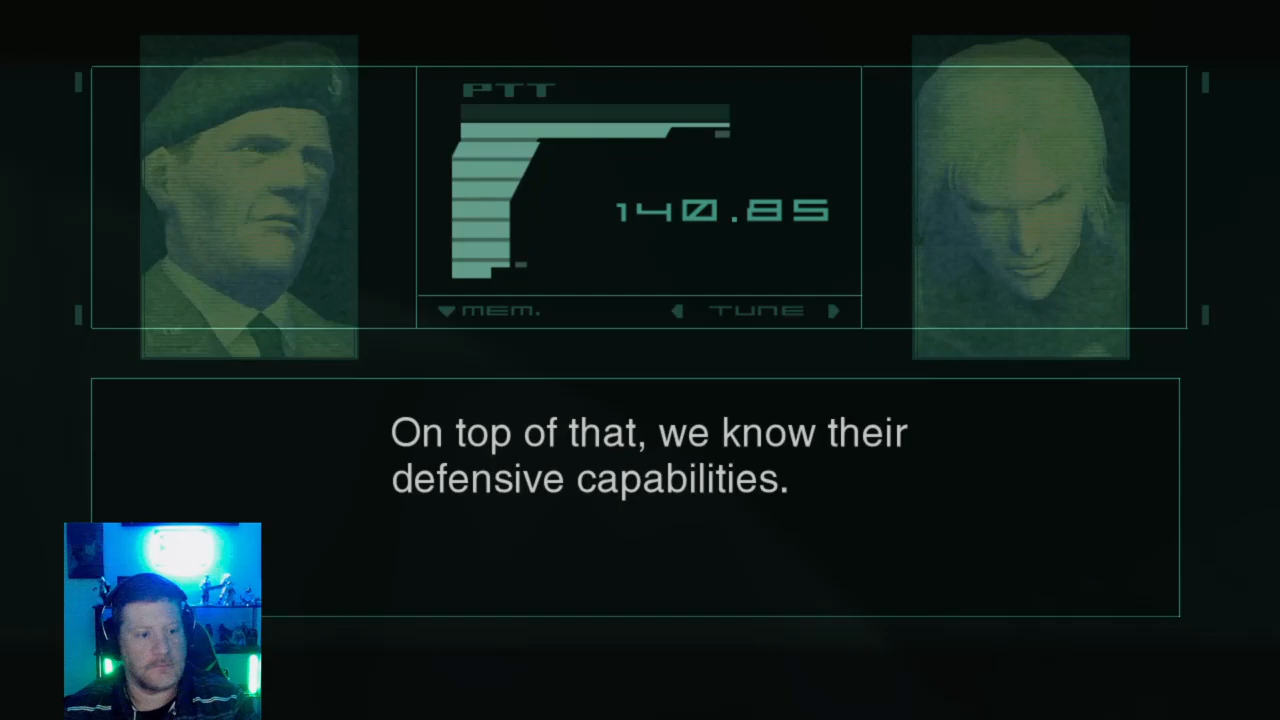 PTT
140.85
MEM.
TUNE
On top of that, we know their
defensive capabilities.